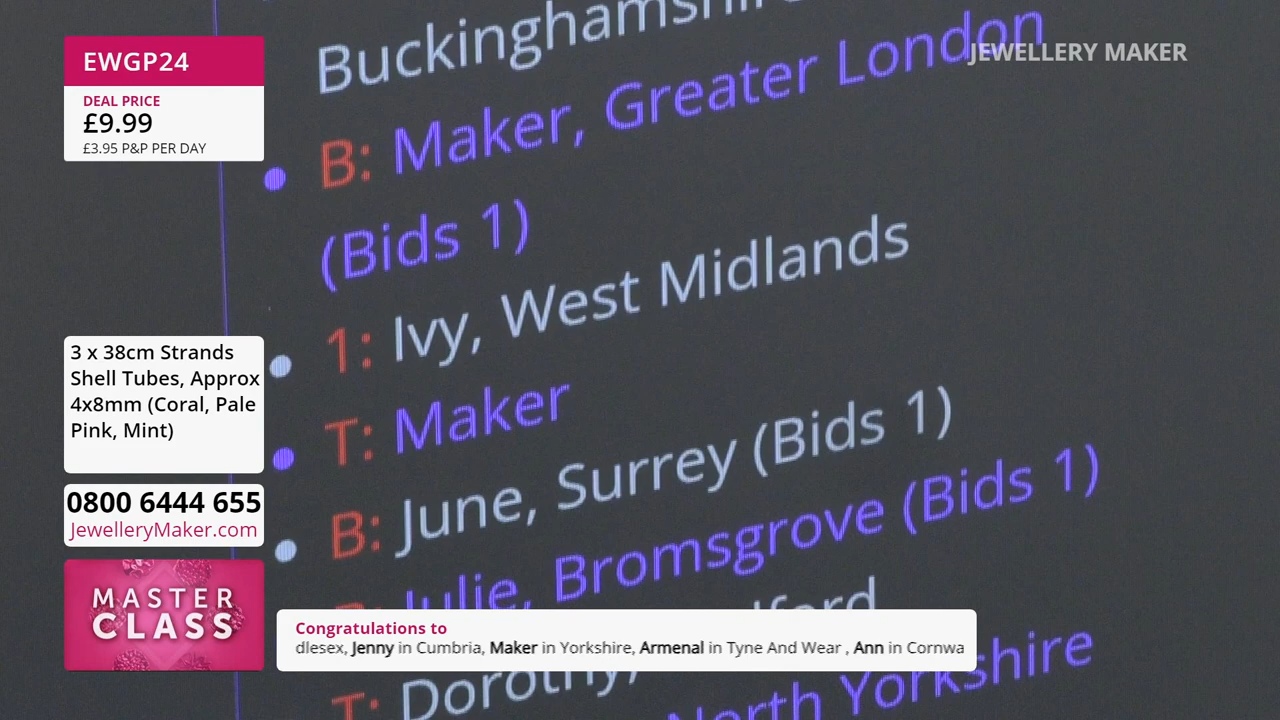 EWGP24
DEAL PRICE
£9.99
£3.95 P&P PER DAY
3 x 38cm Strands
Shell Tubes, Approx
4x8mm (Coral, Pale
Pink, Mint)
0800 6444 655
JewelleryMaker.com
MASTER
CLASS
JEWELLERY MAKER
Buckinghamshire
B: Maker, Greater London
(Bids 1)
1: Ivy, West Midlands
T: Maker
B: June, Surrey (Bids 1)
Julie, Bromsgrove (Bids 1)
T: Dorothy,
North Yorkshire
Congratulations to
dlesex, Jenny in Cumbria, Maker in Yorkshire, Armenal in Tyne And Wear , Ann in Cornwa